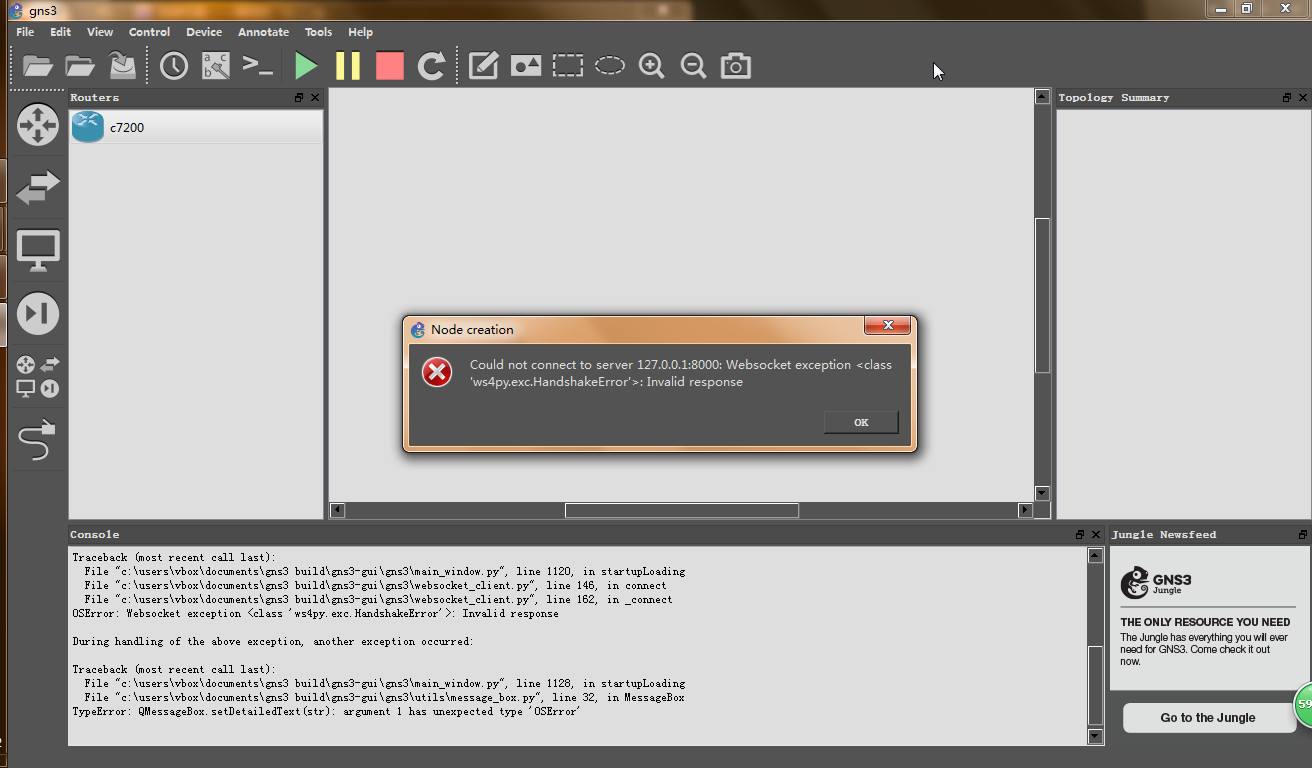 gns3
File Edit View Control Device Annotate Tools Help
a c
b
>_
Routers
c7200
Topology Summary
Node creation
Could not connect to server 127.0.0.1:8000: Websocket exception <class
'ws4py.exc.HandshakeError'>: Invalid response
OK
Console
Traceback (most recent call last):
File "c:\users\vbox\documents\gns3 build\gns3-gui\gns3\main_window.py", line 1120, in startupLoading
File "c:\users\vbox\documents\gns3 build\gns3-gui\gns3\websocket_client.py", line 146, in connect
File "c:\users\vbox\documents\gns3 build\gns3-gui\gns3\websocket_client.py", line 162, in _connect
OSError: Websocket exception <class 'ws4py.exc.HandshakeError'>: Invalid response
During handling of the above exception, another exception occurred:
Traceback (most recent call last):
File "c:\users\vbox\documents\gns3 build\gns3-gui\gns3\main_window.py", line 1128, in startupLoading
File "c:\users\vbox\documents\gns3 build\gns3-gui\gns3\utils\message_box.py", line 32, in MessageBox
TypeError: QMessageBox.setDetailedText(str): argument 1 has unexpected type 'OSError'
Jungle Newsfeed
GNS3
Jungle
THE ONLY RESOURCE YOU NEED
The Jungle has everything you will ever
need for GNS3. Come check it out
now.
Go to the Jungle
59